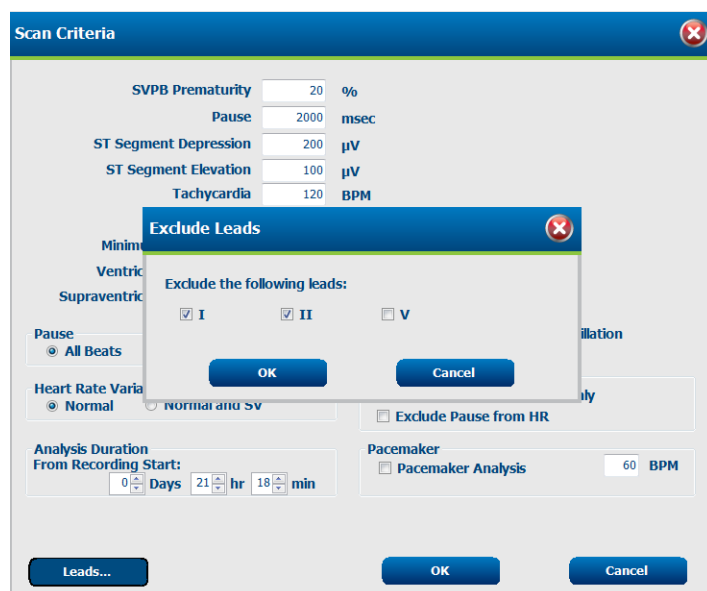 Scan Criteria
SVPB Prematurity 20 %
Pause 2000 msec
ST Segment Depression 200 µV
ST Segment Elevation 100 µV
Tachycardia 120 BPM
Exclude Leads
Exclude the following leads:
I II V
OK Cancel
Pause
All Beats
Heart Rate Varia
Normal Normal and SV
Exclude Pause from HR
Analysis Duration
From Recording Start:
0 Days 21 hr 18 min
Pacemaker
Pacemaker Analysis 60 BPM
Leads... OK Cancel